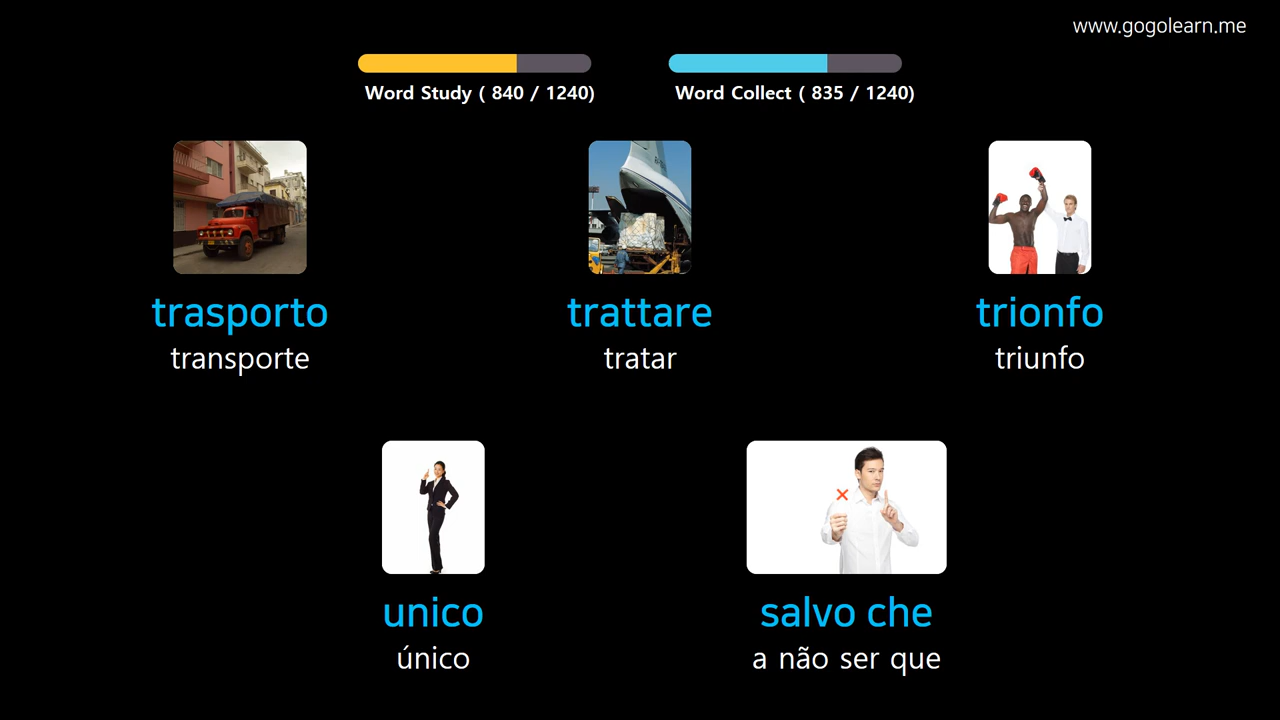 www.gogolearn.me
Word Study ( 840 / 1240)
Word Collect ( 835 / 1240)
trasporto
transporte
trattare
tratar
trionfo
triunfo
unico
único
salvo che
a não ser que